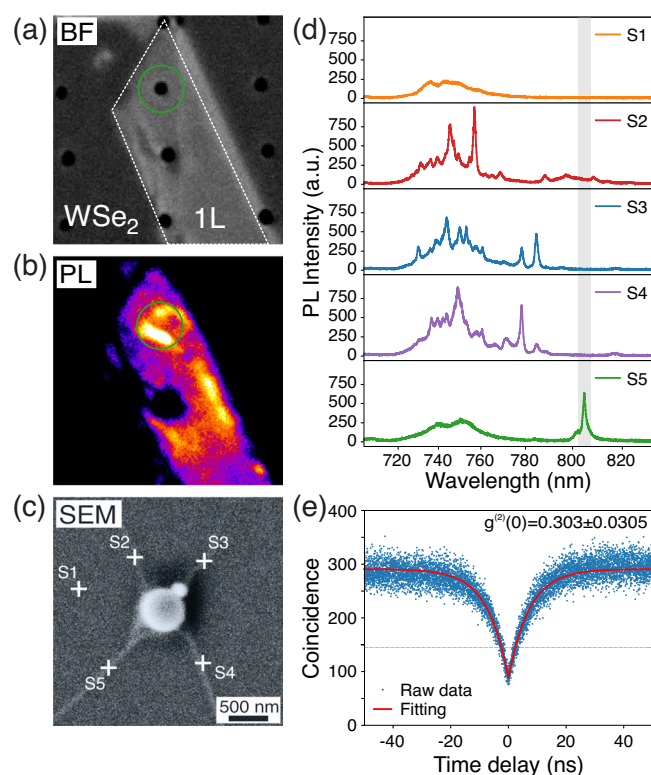 (a)
BF
WSe2
1L
(b)
PL
(c)
SEM
S1
S2
S3
S4
S5
500 nm
(d)
PL Intensity (a.u.)
750
500
250
0
S1
750
500
250
0
S2
750
500
250
0
S3
750
500
250
0
S4
750
500
250
0
S5
720 740 760 780 800 820
Wavelength (nm)
(e)
g(2)(0)=0.303±0.0305
Coincidence
400
300
200
100
0
Raw data
Fitting
-40 -20 0 20 40
Time delay (ns)